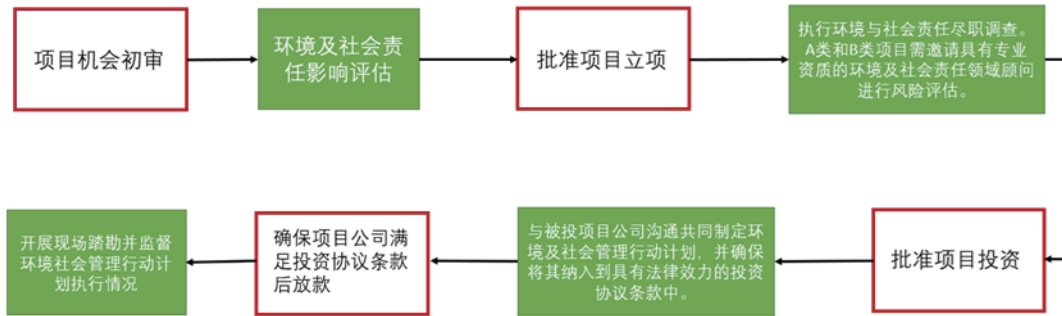 项目机会初审
环境及社会责
任影响评估
批准项目立项
执行环境与社会责任尽职调查。
A类和B类项目需邀请具有专业
资质的环境及社会责任领域顾问
进行风险评估。
批准项目投资
与被投项目公司沟通共同制定环
境及社会管理行动计划，并确保
将其纳入到具有法律效力的投资
协议条款中。
确保项目公司满
足投资协议条款
后放款
开展现场踏勘并监督
环境社会管理行动计
划执行情况